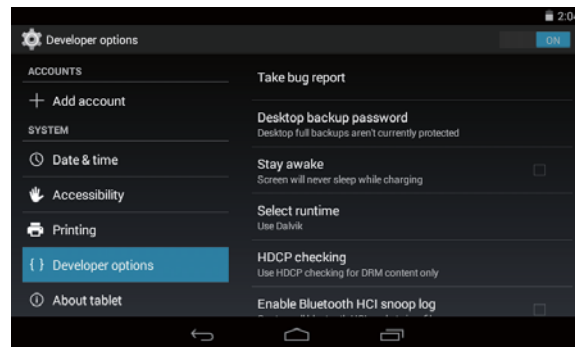 2:04
Developer options
ON
ACCOUNTS
Add account
SYSTEM
Date & time
Accessibility
Printing
{ } Developer options
About tablet
Take bug report
Desktop backup password
Desktop full backups aren't currently protected
Stay awake
Screen will never sleep while charging
Select runtime
Use Dalvik
HDCP checking
Use HDCP checking for DRM content only
Enable Bluetooth HCI snoop log